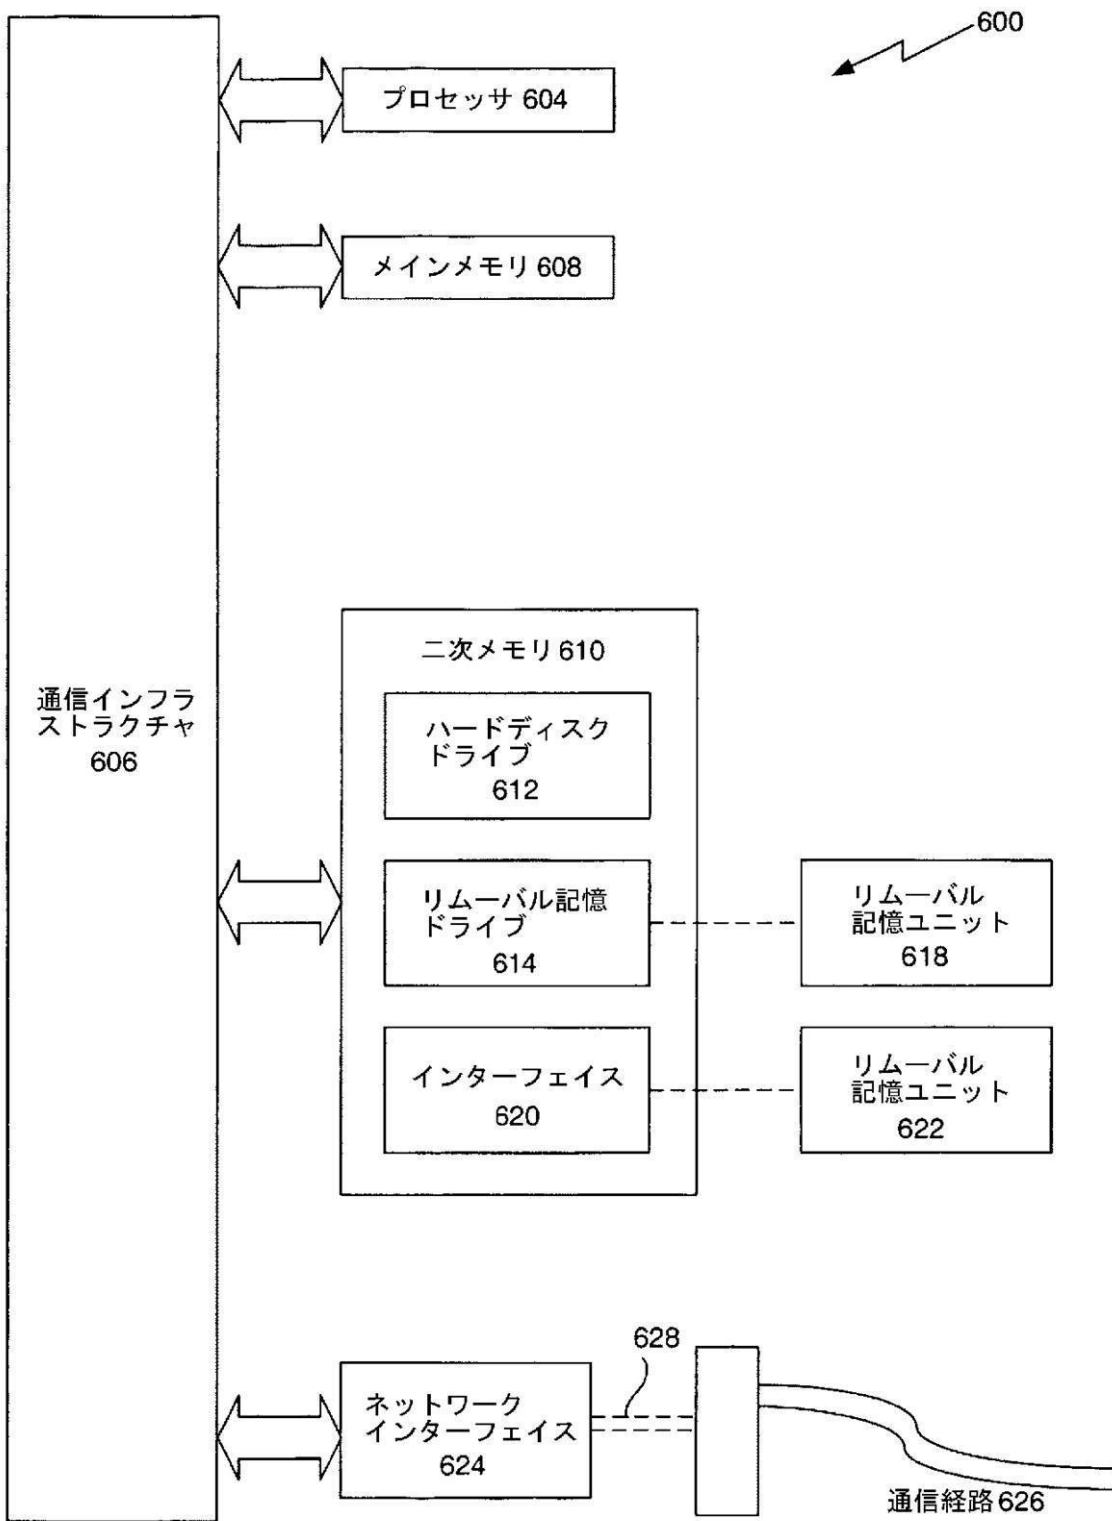 600
プロセッサ 604
メインメモリ 608
二次メモリ 610
通信インフラ
ストラクチャ
606
ハードディスク
ドライブ
612
リムーバル記憶
ドライブ
614
リムーバル
記憶ユニット
618
インターフェイス
620
リムーバル
記憶ユニット
622
628
ネットワーク
インターフェイス
624
通信経路 626